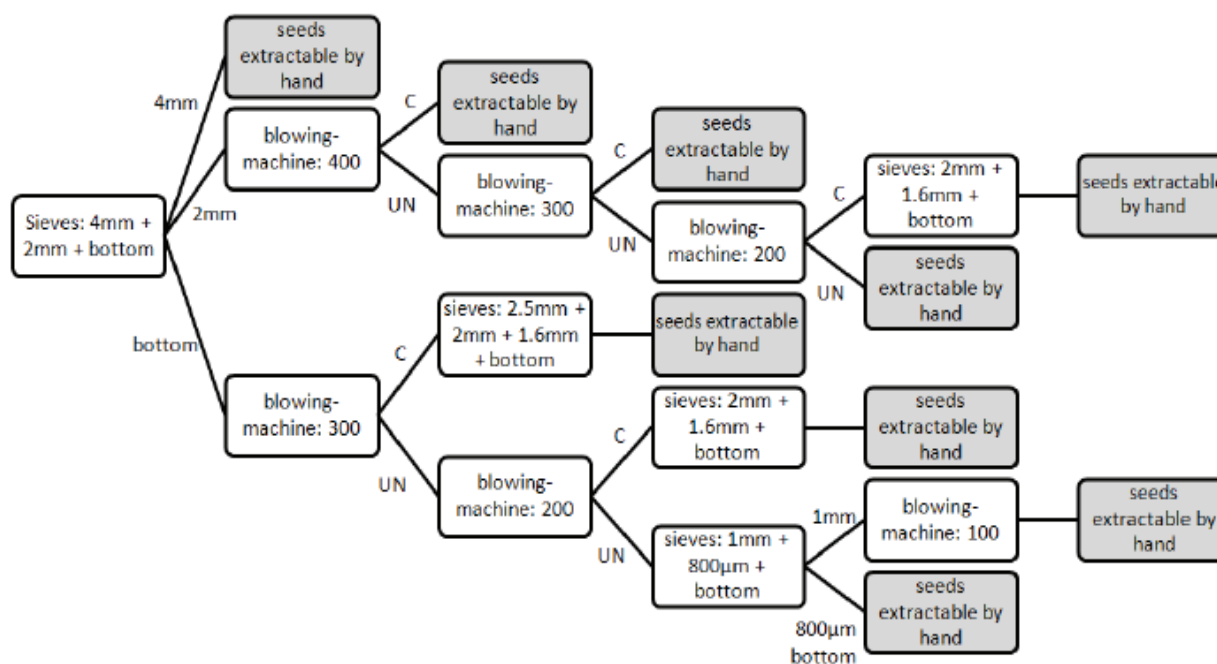 seeds
extractable by
hand
4mm
seeds
extractable by
hand
C
blowing-
machine: 400
2mm
UN
seeds
extractable by
hand
C
blowing-
machine: 300
UN
sieves: 2mm +
1.6mm +
bottom
C
seeds extractable
by hand
Sieves: 4mm +
2mm + bottom
blowing-
machine: 200
UN
seeds
extractable by
hand
bottom
sieves: 2.5mm +
2mm + 1.6mm
+ bottom
C
seeds extractable
by hand
blowing-
machine: 300
UN
sieves: 2mm +
1.6mm +
bottom
C
seeds
extractable by
hand
blowing-
machine: 200
UN
sieves: 1mm +
800µm +
bottom
1mm
blowing-
machine: 100
seeds
extractable by
hand
seeds
extractable by
hand
800µm
bottom